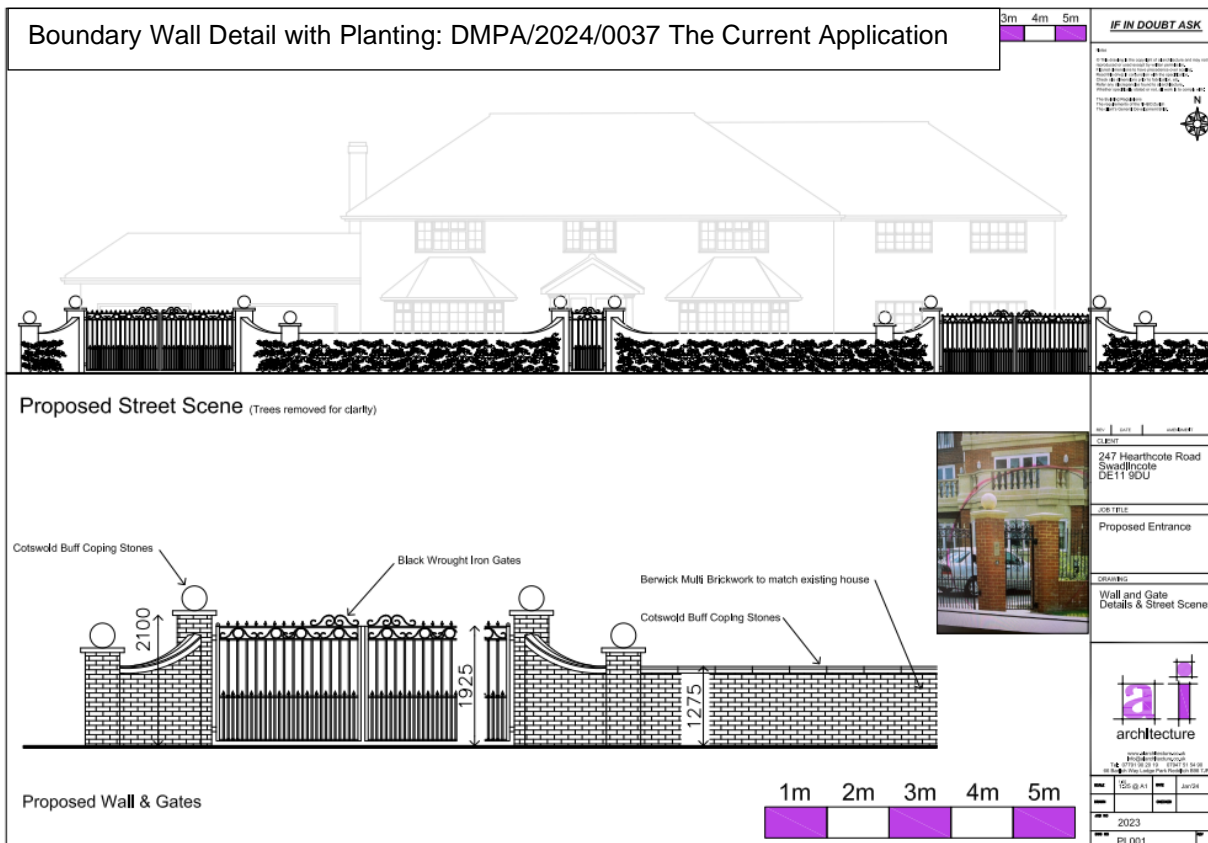 Boundary Wall Detail with Planting: DMPA/2024/0037 The Current Application
3m 4m 5m
IF IN DOUBT ASK
N
Proposed Street Scene (Trees removed for clarity)
CLIENT
247 Hearthcote Road
Swadlincote
DE11 9DU
JOB TITLE
Proposed Entrance
DRAWING
Wall and Gate
Details & Street Scene
Cotswold Buff Coping Stones
Black Wrought Iron Gates
Berwick Multi Brickwork to match existing house
Cotswold Buff Coping Stones
2100
1925
1275
ai
architecture
Proposed Wall & Gates
1m 2m 3m 4m 5m
Jan'24
2023
PL001